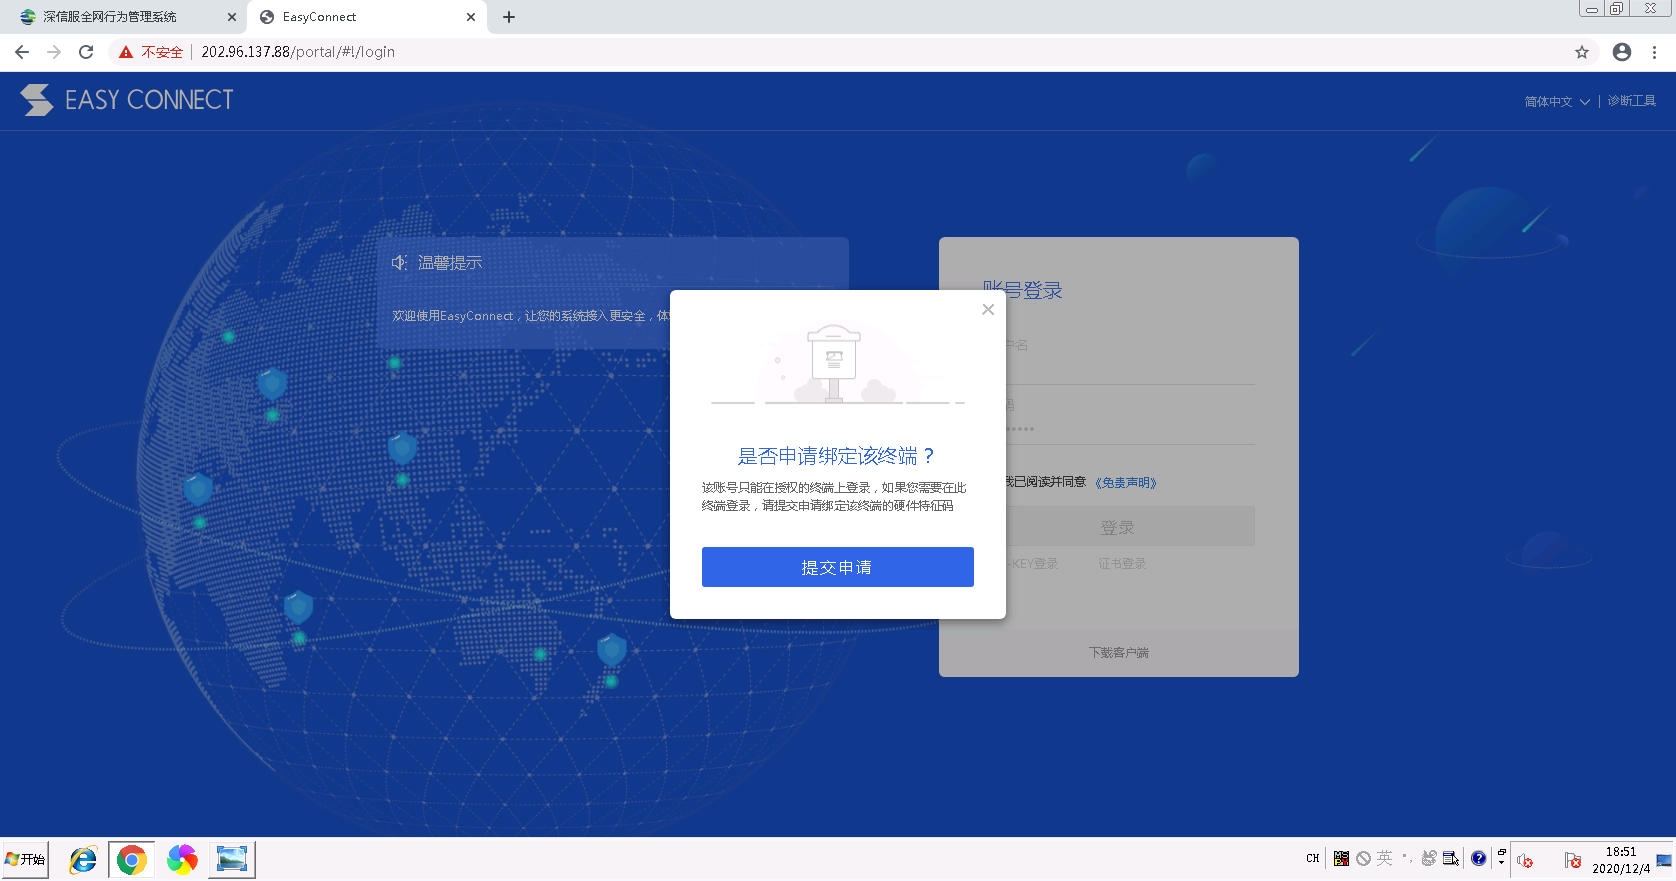 深信服全网行为管理系统
EasyConnect
不安全
202.96.137.88/portal/#!/login
EASY CONNECT
简体中文
诊断工具
温馨提示
欢迎使用EasyConnect，让您的系统接入更安全，体
账号登录
户名
码
我已阅读并同意 《免责声明》
登录
-KEY登录
证书登录
下载客户端
是否申请绑定该终端？
该账号只能在授权的终端上登录，如果您需要在此
终端登录，请提交申请绑定该终端的硬件特征码
提交申请
开始
CH
英
18:51
2020/12/4